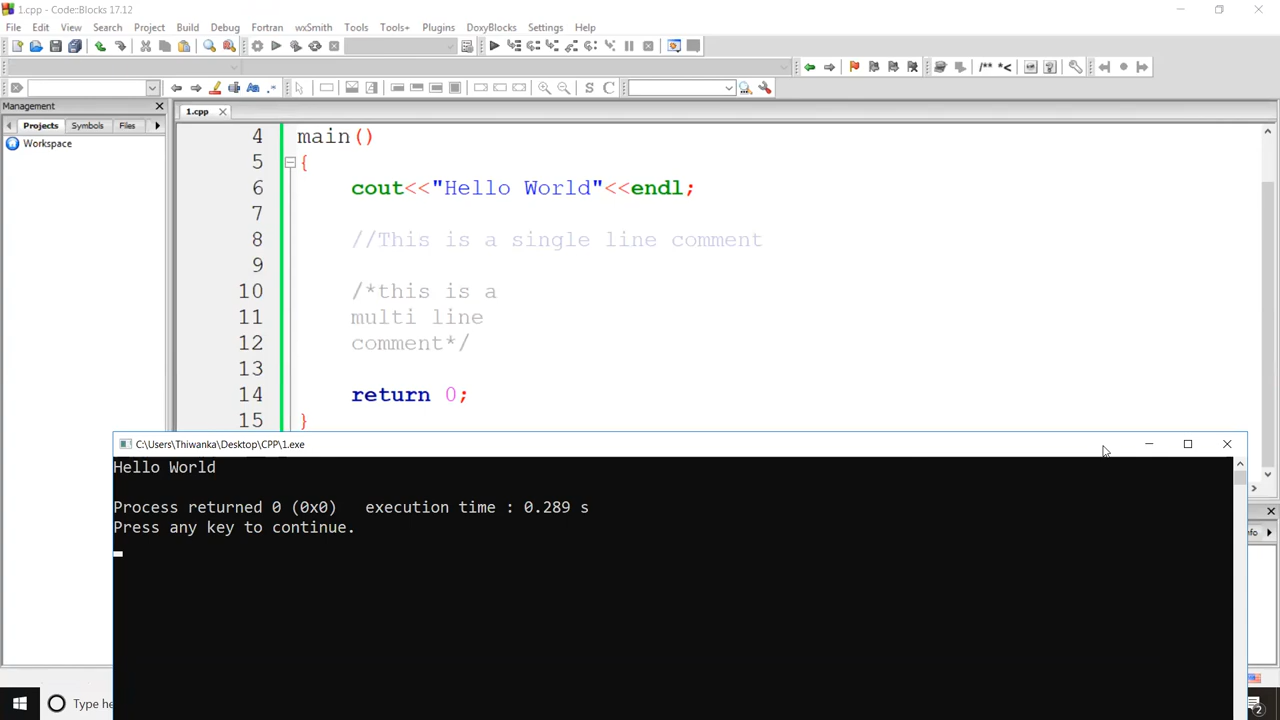 1.cpp - Code::Blocks 17.12
File Edit View Search Project Build Debug Fortran wxSmith Tools Tools+ Plugins DoxyBlocks Settings Help
/** *<
S C
Management
Projects Symbols Files
Workspace
1.cpp
4 main()
5 {
6 cout<<"Hello World"<<endl;
7
8 //This is a single line comment
9
10 /*this is a
11 multi line
12 comment*/
13
14 return 0;
15 }
C:\Users\Thiwanka\Desktop\CPP\1.exe
Hello World
Process returned 0 (0x0) execution time : 0.289 s
Press any key to continue.
Type he
2